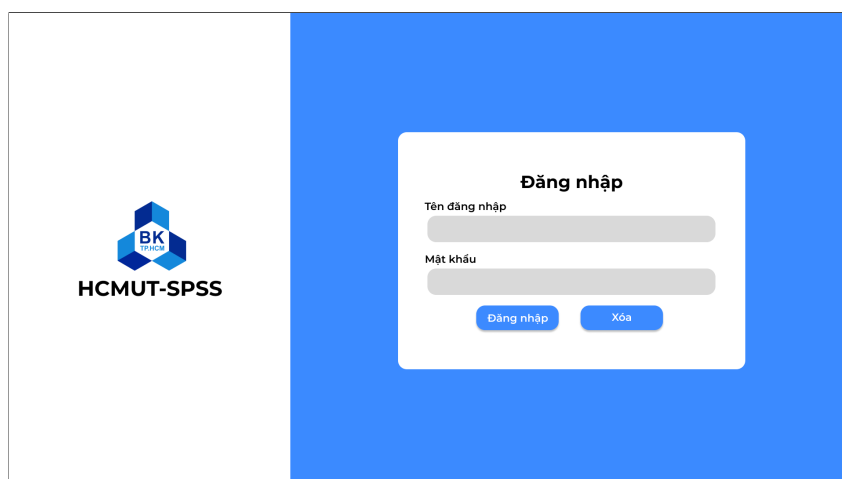 BK
TP.HCM
HCMUT-SPSS
Đăng nhập
Tên đăng nhập
Mật khẩu
Đăng nhập
Xóa